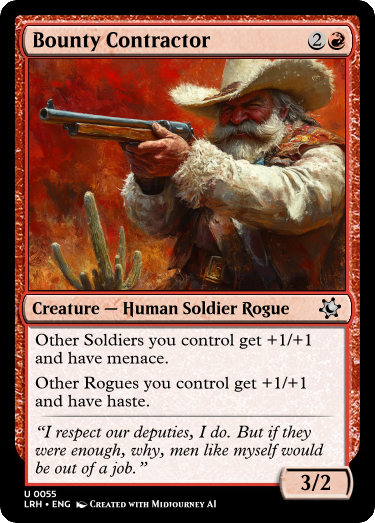 Bounty Contractor 2
Creature — Human Soldier Rogue
Other Soldiers you control get +1/+1
and have menace.
Other Rogues you control get +1/+1
and have haste.
“I respect our deputies, I do. But if they
were enough, why, men like myself would
be out of a job.”
3/2
U 0055
LRH • ENG Created with Midjourney AI